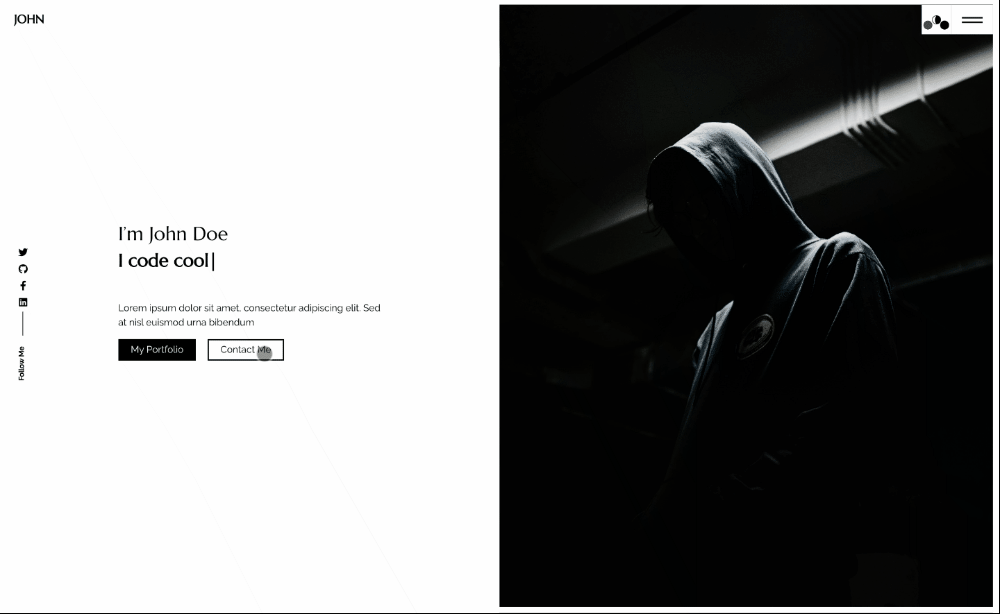 JOHN
I'm John Doe
I code cool|
Lorem ipsum dolor sit amet, consectetur adipiscing elit. Sed
at nisl euismod urna bibendum
My Portfolio
Contact Me
Follow Me